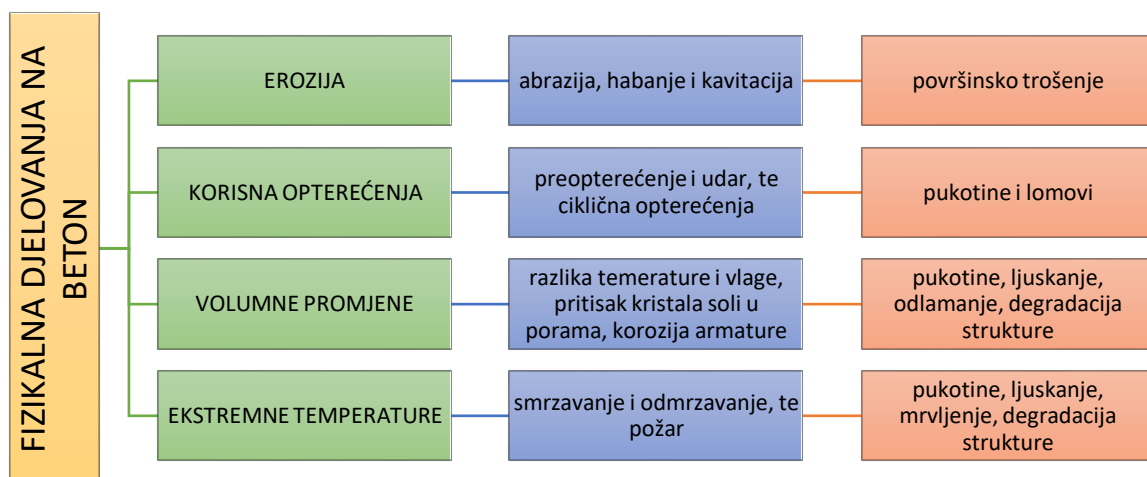 FIZIKALNA DJELOVANJA NA
BETON
EROZIJA
abrazija, habanje i kavitacija
površinsko trošenje
KORISNA OPTEREĆENJA
preopterećenje i udar, te
ciklična opterećenja
pukotine i lomovi
VOLUMNE PROMJENE
razlika temerature i vlage,
pritisak kristala soli u
porama, korozija armature
pukotine, ljuskanje,
odlamanje, degradacija
strukture
EKSTREMNE TEMPERATURE
smrzavanje i odmrzavanje, te
požar
pukotine, ljuskanje,
mrvljenje, degradacija
strukture